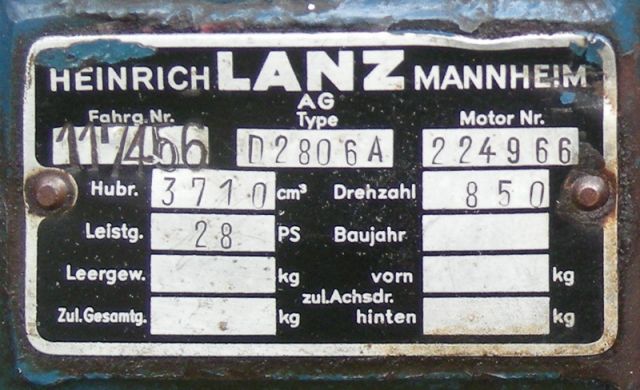 HEINRICH LANZ MANNHEIM
AG
Fahrg.Nr. Type Motor Nr.
117456 D2806A 224966
Hubr. 3710 cm³ Drehzahl 850
Leistg. 28 PS Baujahr
Leergew. kg vorn kg
zul.Achsdr.
Zul.Gesamtg. kg hinten kg